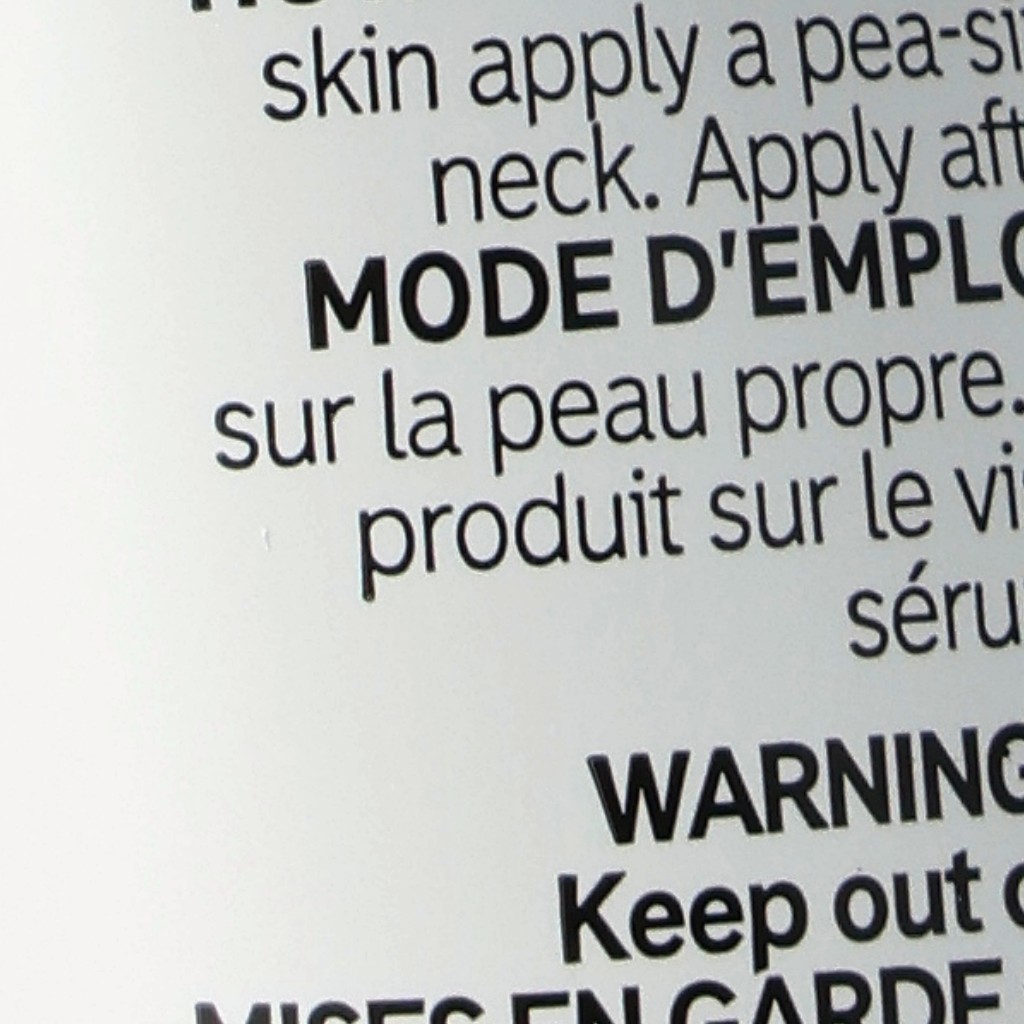 skin apply a pea-si
neck. Apply aft
MODE D'EMPLO
sur la peau propre.
produit sur le vi
séru
WARNING
Keep out
MISES EN GARDE